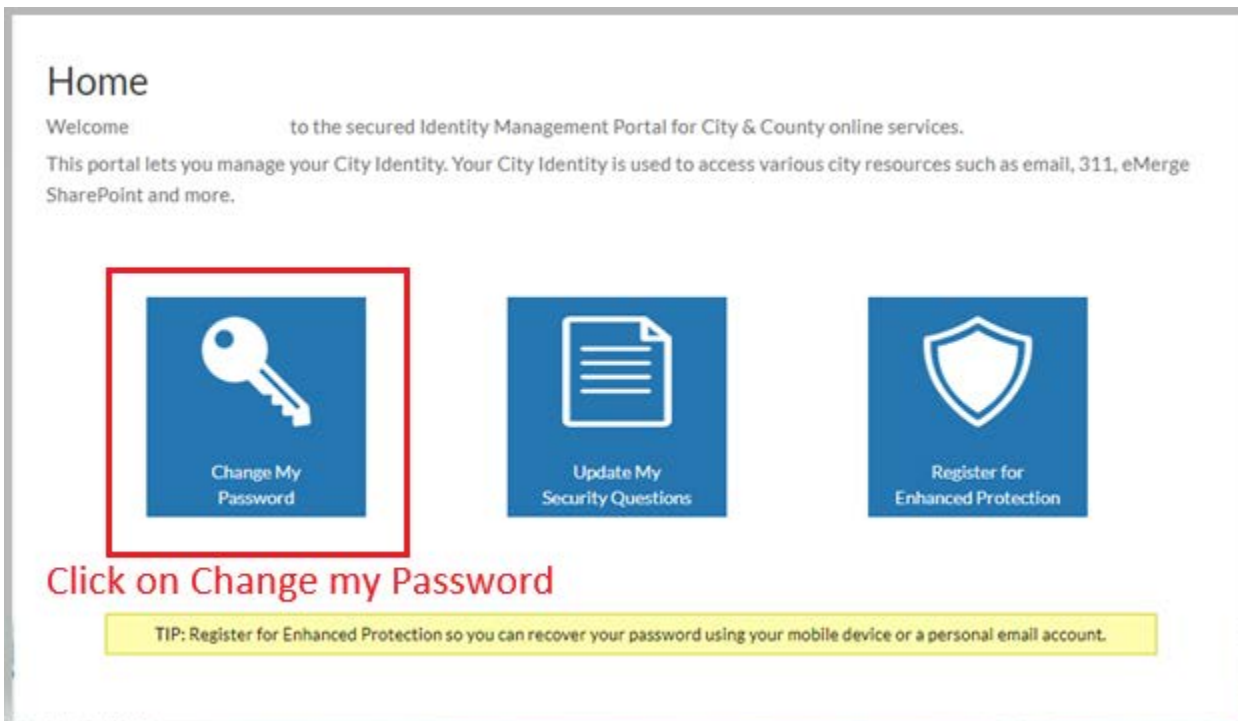 Home
Welcome to the secured Identity Management Portal for City & County online services.
This portal lets you manage your City Identity. Your City Identity is used to access various city resources such as email, 311, eMerge
SharePoint and more.
Change My
Password
Update My
Security Questions
Register for
Enhanced Protection
Click on Change my Password
TIP: Register for Enhanced Protection so you can recover your password using your mobile device or a personal email account.